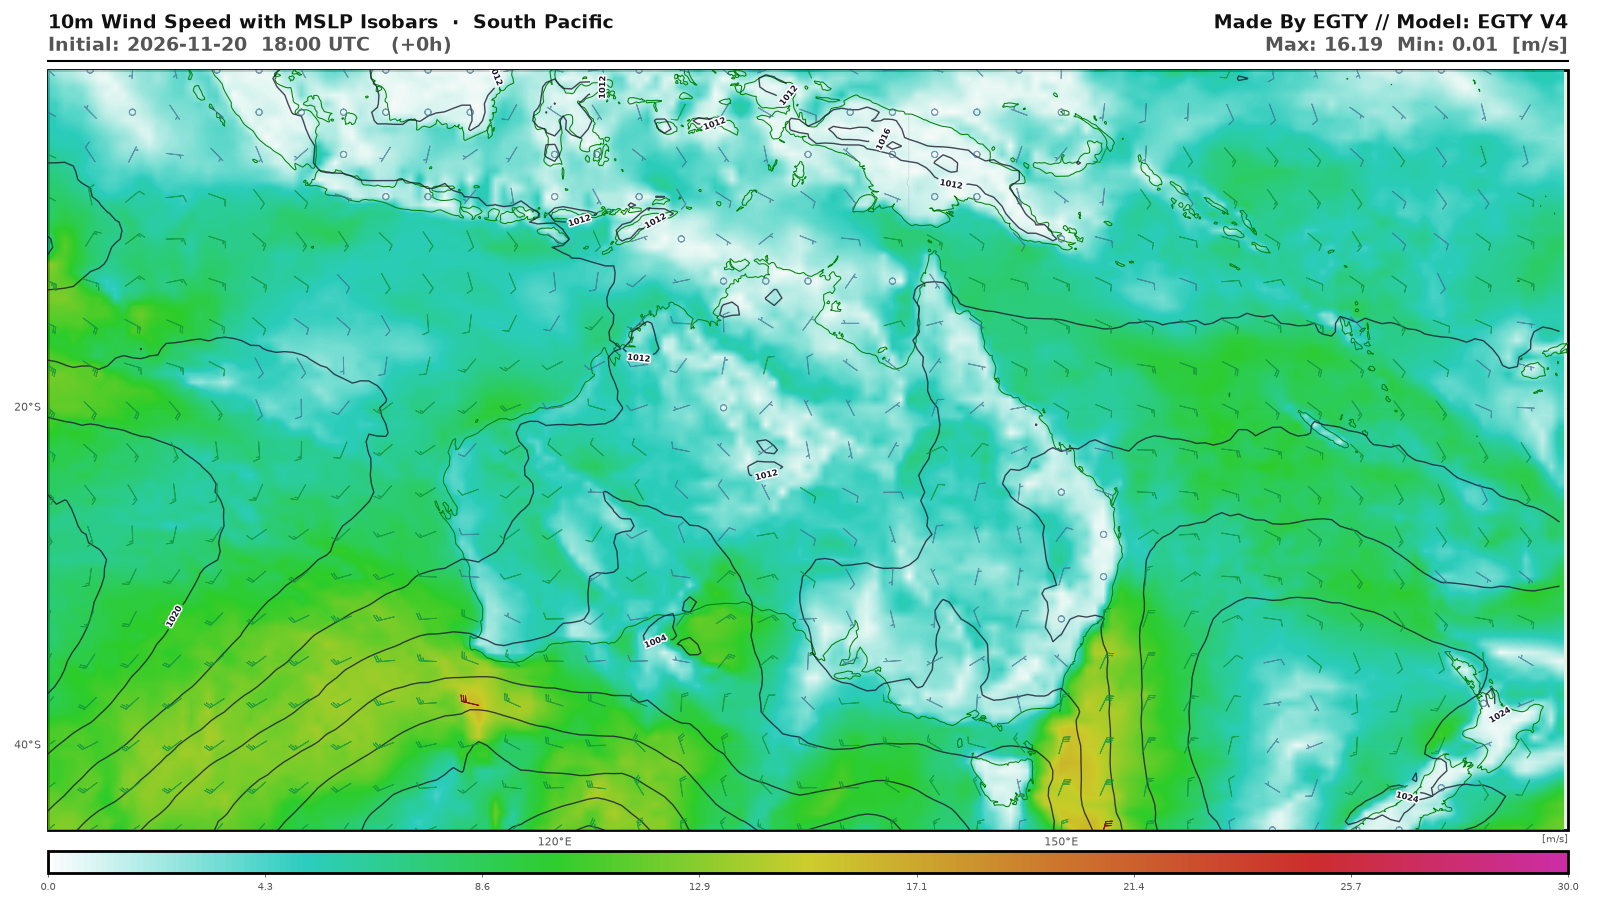 10m Wind Speed with MSLP Isobars · South Pacific
Made By EGTY // Model: EGTY V4
Initial: 2026-11-20 18:00 UTC (+0h)
Max: 16.19 Min: 0.01 [m/s]
1012
1012
1012
1012
1016
1012
1012
1012
1012
20°S
1012
1020
1004
1024
40°S
1024
120°E
150°E
[m/s]
0.0
4.3
8.6
12.9
17.1
21.4
25.7
30.0